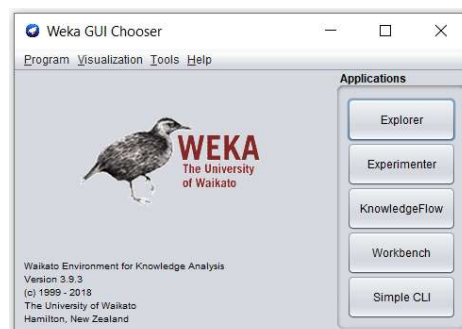 Weka GUI Chooser
Program Visualization Tools Help
Applications
WEKA
The University
of Waikato
Explorer
Experimenter
KnowledgeFlow
Workbench
Simple CLI
Waikato Environment for Knowledge Analysis
Version 3.9.3
(c) 1999 - 2018
The University of Waikato
Hamilton, New Zealand